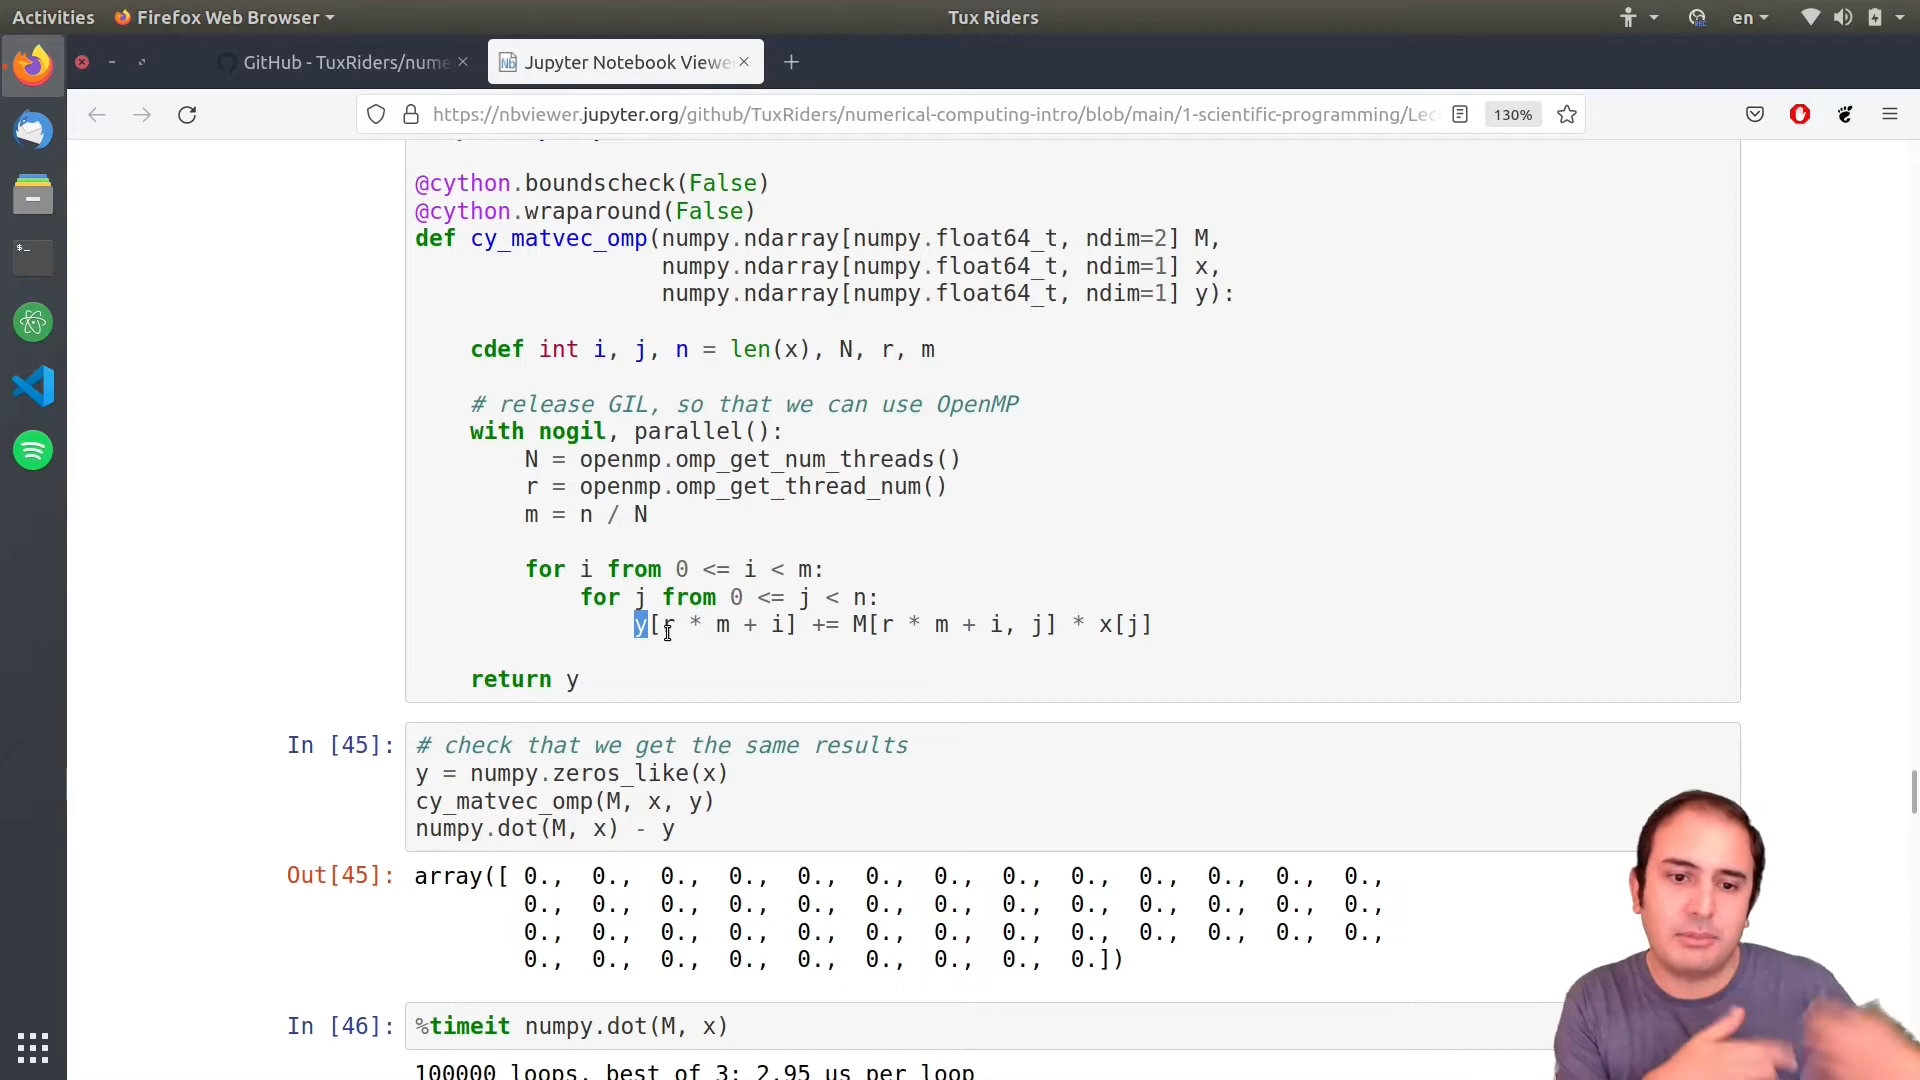 Activities Firefox Web Browser Tux Riders en
GitHub - TuxRiders/nume Jupyter Notebook Viewe
https://nbviewer.jupyter.org/github/TuxRiders/numerical-computing-intro/blob/main/1-scientific-programming/Lec 130%
@cython.boundscheck(False)
@cython.wraparound(False)
def cy_matvec_omp(numpy.ndarray[numpy.float64_t, ndim=2] M,
numpy.ndarray[numpy.float64_t, ndim=1] x,
numpy.ndarray[numpy.float64_t, ndim=1] y):
cdef int i, j, n = len(x), N, r, m
# release GIL, so that we can use OpenMP
with nogil, parallel():
N = openmp.omp_get_num_threads()
r = openmp.omp_get_thread_num()
m = n / N
for i from 0 <= i < m:
for j from 0 <= j < n:
y[r * m + i] += M[r * m + i, j] * x[j]
return y
In [45]: # check that we get the same results
y = numpy.zeros_like(x)
cy_matvec_omp(M, x, y)
numpy.dot(M, x) - y
Out[45]: array([ 0., 0., 0., 0., 0., 0., 0., 0., 0., 0., 0., 0., 0.,
0., 0., 0., 0., 0., 0., 0., 0., 0., 0., 0., 0., 0.,
0., 0., 0., 0., 0., 0., 0., 0., 0., 0., 0., 0., 0.,
0., 0., 0., 0., 0., 0., 0., 0., 0.])
In [46]: %timeit numpy.dot(M, x)
100000 loops, best of 3: 2.95 us per loop